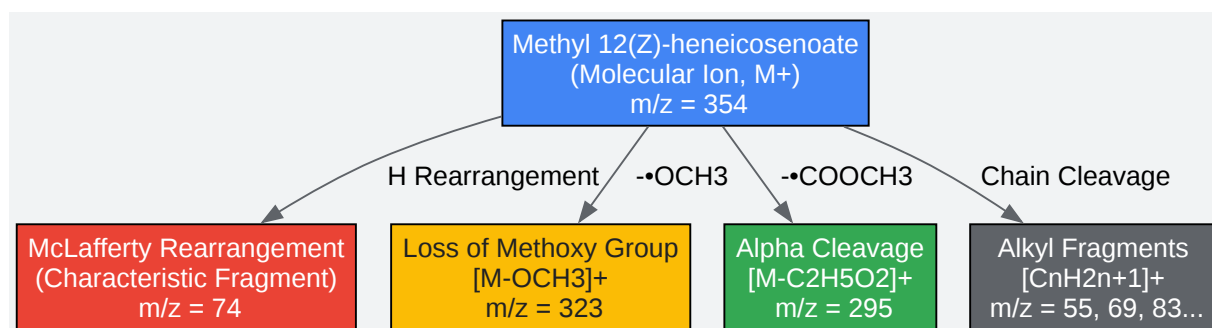 Methyl 12(Z)-heneicosenoate
(Molecular Ion, M+)
m/z = 354
H Rearrangement
-•OCH3
-•COOCH3
Chain Cleavage
McLafferty Rearrangement
(Characteristic Fragment)
m/z = 74
Loss of Methoxy Group
[M-OCH3]+
m/z = 323
Alpha Cleavage
[M-C2H5O2]+
m/z = 295
Alkyl Fragments
[CnH2n+1]+
m/z = 55, 69, 83...